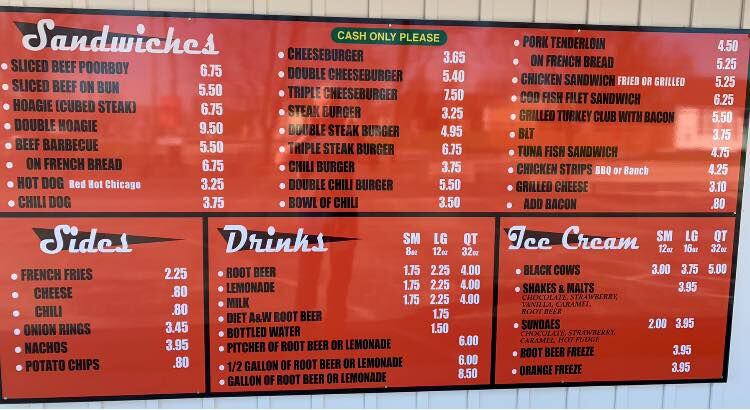 Sandwiches
SLICED BEEF POORBOY 6.75
SLICED BEEF ON BUN 5.50
HOAGIE (CUBED STEAK) 6.75
DOUBLE HOAGIE 9.50
BEEF BARBECUE 5.50
ON FRENCH BREAD 6.75
HOT DOG Red Hot Chicago 3.25
CHILI DOG 3.75
CASH ONLY PLEASE
CHEESEBURGER 3.65
DOUBLE CHEESEBURGER 5.40
TRIPLE CHEESEBURGER 7.50
STEAK BURGER 3.25
DOUBLE STEAK BURGER 4.95
TRIPLE STEAK BURGER 6.75
CHILI BURGER 3.75
DOUBLE CHILI BURGER 5.50
BOWL OF CHILI 3.50
PORK TENDERLOIN 4.50
ON FRENCH BREAD 5.25
CHICKEN SANDWICH FRIED OR GRILLED 5.25
COD FISH FILET SANDWICH 6.25
GRILLED TURKEY CLUB WITH BACON 5.50
BLT 3.75
TUNA FISH SANDWICH 4.75
CHICKEN STRIPS BBQ or Ranch 4.25
GRILLED CHEESE 3.10
ADD BACON .80
Sides
FRENCH FRIES 2.25
CHEESE .80
CHILI .80
ONION RINGS 3.45
NACHOS 3.95
POTATO CHIPS .80
Drinks
SM LG QT
8oz 12oz 32oz
ROOT BEER 1.75 2.25 4.00
LEMONADE 1.75 2.25 4.00
MILK 1.75 2.25 4.00
DIET A&W ROOT BEER 1.75
BOTTLED WATER 1.50
PITCHER OF ROOT BEER OR LEMONADE 6.00
1/2 GALLON OF ROOT BEER OR LEMONADE 6.00
GALLON OF ROOT BEER OR LEMONADE 8.50
Ice Cream
SM LG QT
12oz 16oz 32oz
BLACK COWS 3.00 3.75 5.00
SHAKES & MALTS 3.95
CHOCOLATE, STRAWBERRY,
VANILLA, CARAMEL,
ROOT BEER
SUNDAES 2.00 3.95
CHOCOLATE, STRAWBERRY,
CARAMEL, HOT FUDGE
ROOT BEER FREEZE 3.95
ORANGE FREEZE 3.95